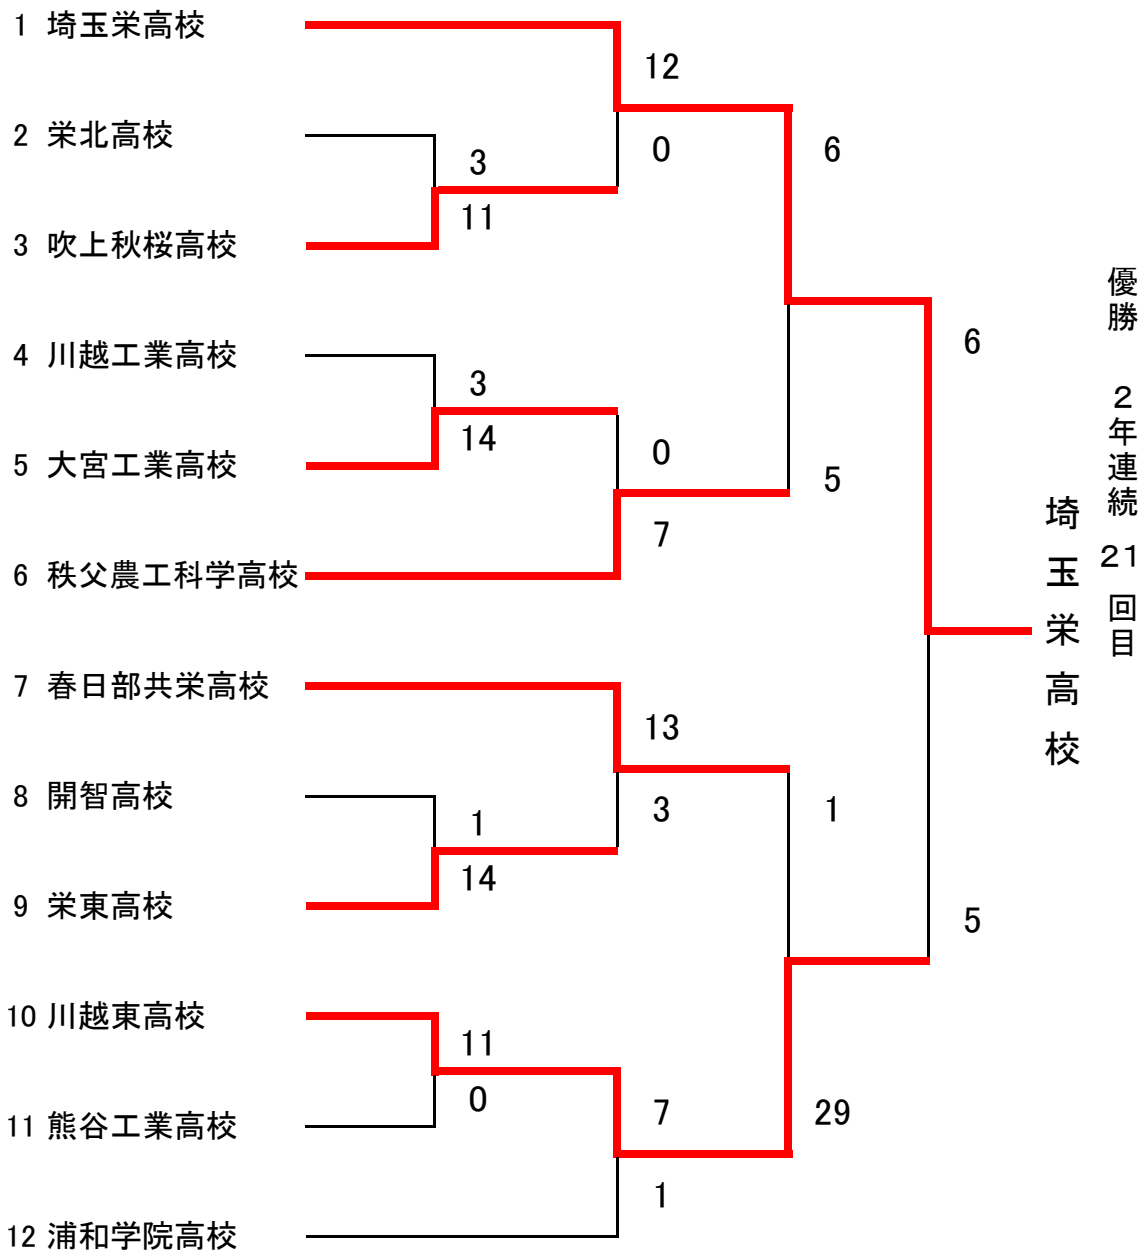 1 埼玉栄高校
12
2 栄北高校
3
0
6
11
3 吹上秋桜高校
4 川越工業高校
6
3
14
0
5 大宮工業高校
5
7
6 秩父農工科学高校
7 春日部共栄高校
13
8 開智高校
1
3
1
14
9 栄東高校
5
10 川越東高校
11
0
7
29
11 熊谷工業高校
1
12 浦和学院高校
優勝 2年連続 21回目
埼玉栄高校